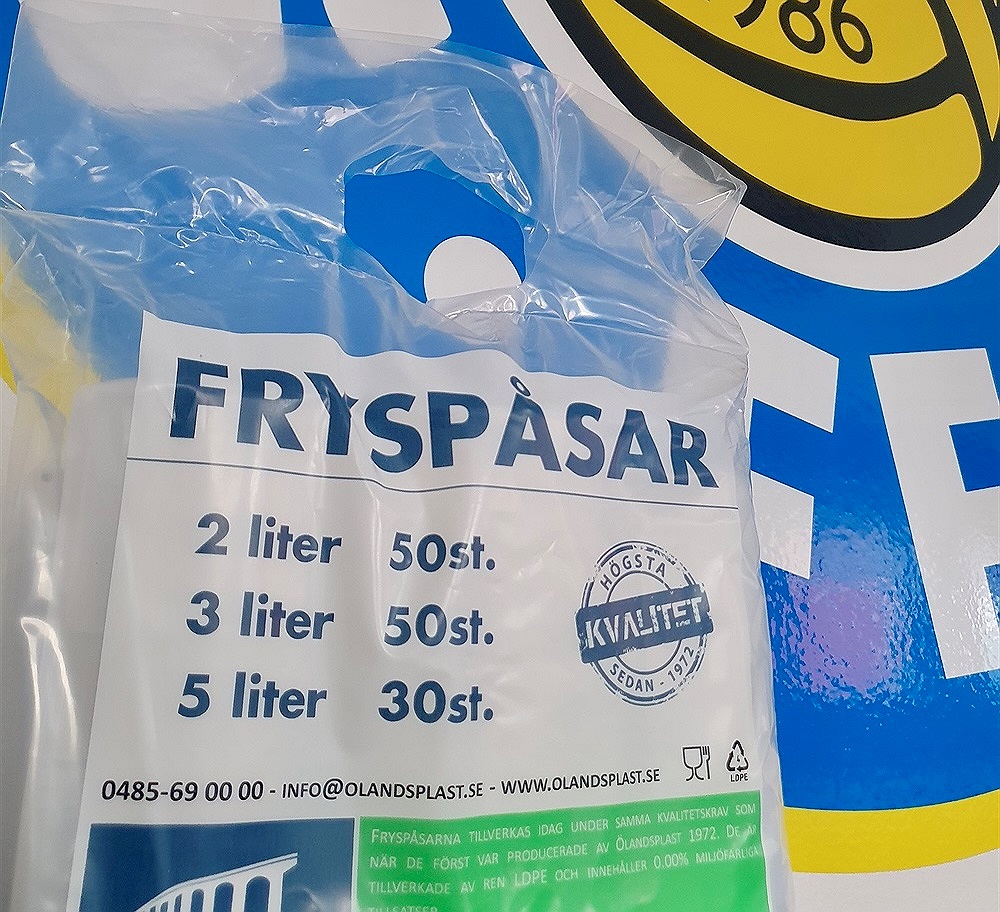 1986
FRYSPÅSAR
2 liter 50st.
3 liter 50st.
5 liter 30st.
HÖGSTA
KVALITET
SEDAN - 1972
LDPE
0485-69 00 00 - INFO@OLANDSPLAST.SE - WWW.OLANDSPLAST.SE
FRYSPÅSARNA TILLVERKAS IDAG UNDER SAMMA KVALITETSKRAV SOM
NÄR DE FÖRST VAR PRODUCERADE AV ÖLANDSPLAST 1972. DE ÄR
TILLVERKADE AV REN LDPE OCH INNEHÅLLER 0.00% MILJÖFARLIGA
TILLSATSER